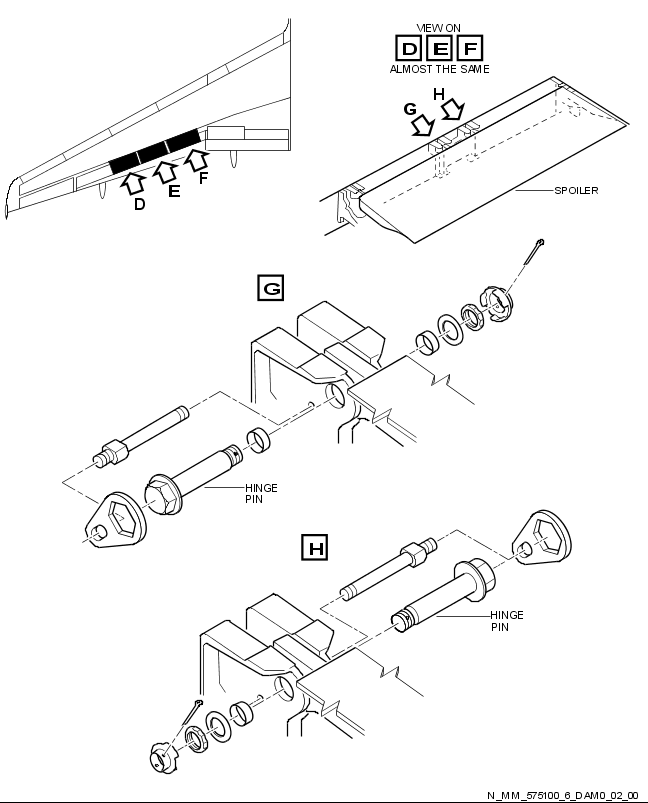 VIEW ON
D E F
ALMOST THE SAME
G
H
D
E
F
SPOILER
G
HINGE
PIN
H
HINGE
PIN
N_MM_575100_6_DAM0_02_00